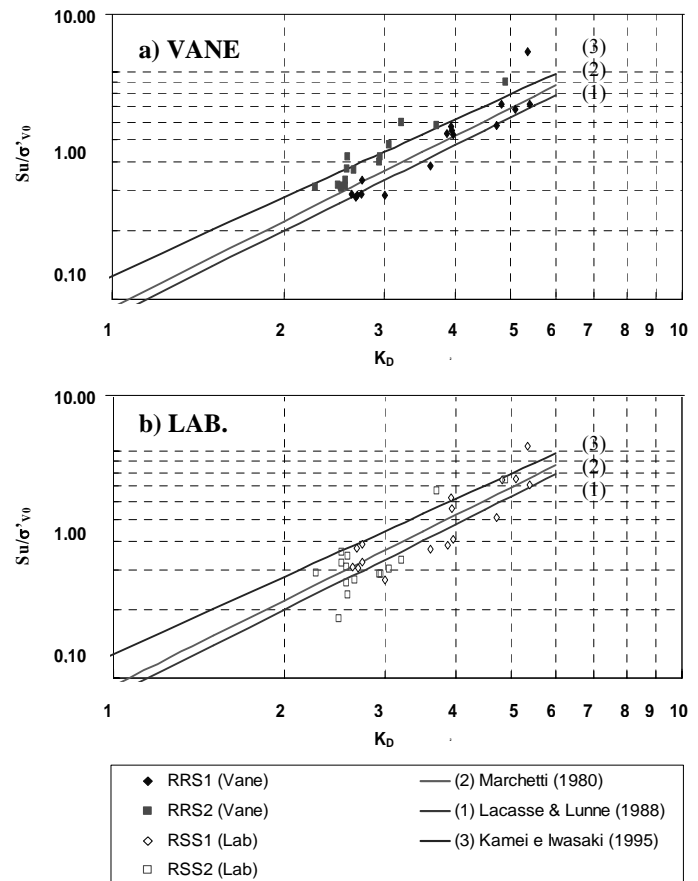 10.00
a) VANE
(3)
(2)
(1)
1.00
Su/σ'v0
0.10
1 2 3 4 5 6 7 8 9 10
KD
10.00
b) LAB.
(3)
(2)
(1)
1.00
Su/σ'v0
0.10
1 2 3 4 5 6 7 8 9 10
KD
RRS1 (Vane) (2) Marchetti (1980)
RRS2 (Vane) (1) Lacasse & Lunne (1988)
RSS1 (Lab) (3) Kamei e Iwasaki (1995)
RSS2 (Lab)